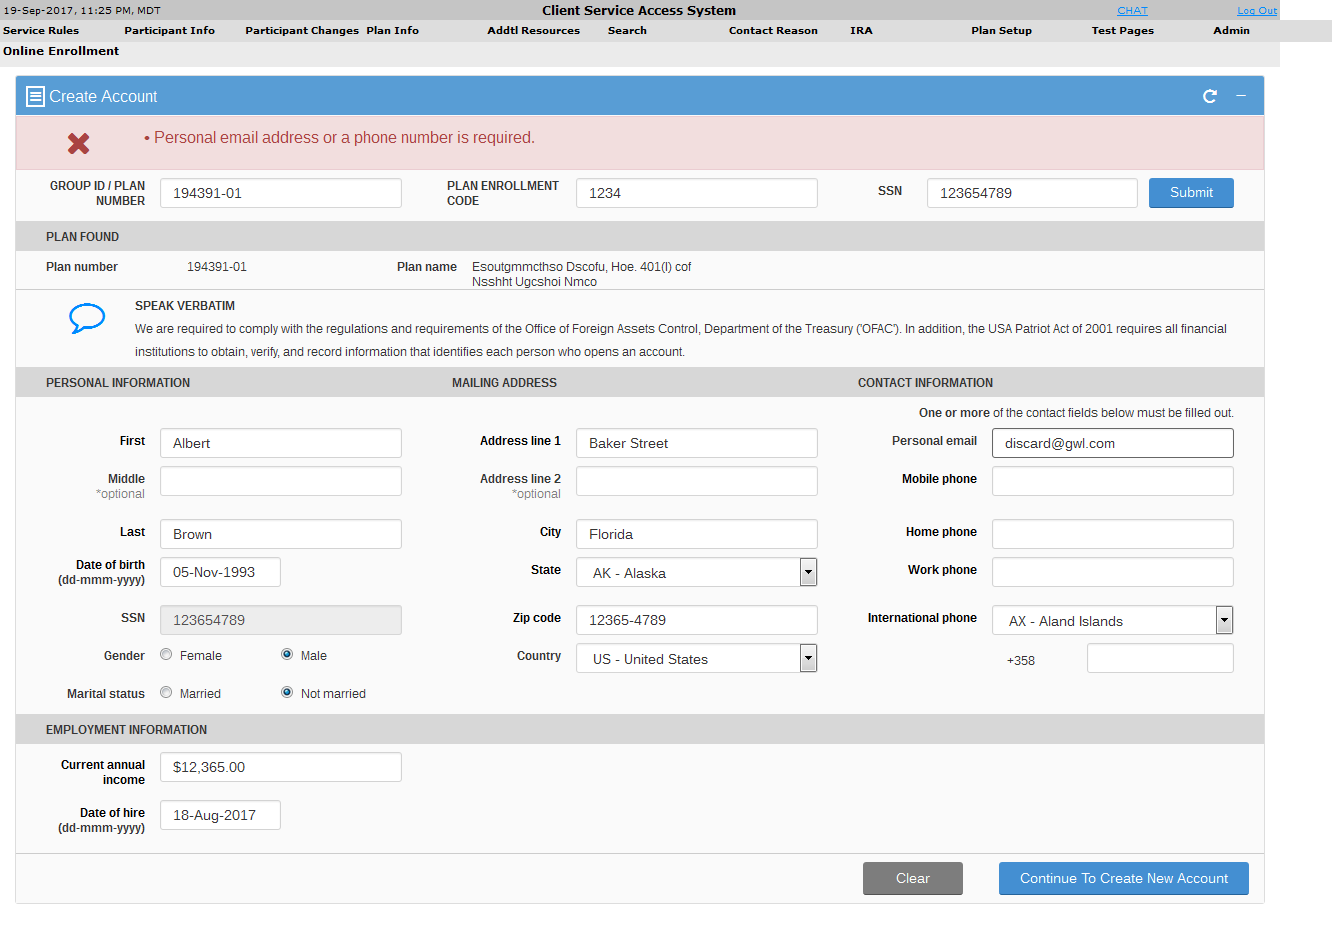 19-Sep-2017, 11:25 PM, MDT Client Service Access System CHAT Log Out
Service Rules Participant Info Participant Changes Plan Info Addtl Resources Search Contact Reason IRA Plan Setup Test Pages Admin
Online Enrollment
Create Account
• Personal email address or a phone number is required.
GROUP ID / PLAN NUMBER 194391-01 PLAN ENROLLMENT CODE 1234 SSN 123654789 Submit
PLAN FOUND
Plan number 194391-01 Plan name Esoutgmmcthso Dscofu, Hoe. 401(l) cof
Nsshht Ugcshoi Nmco
SPEAK VERBATIM
We are required to comply with the regulations and requirements of the Office of Foreign Assets Control, Department of the Treasury ('OFAC'). In addition, the USA Patriot Act of 2001 requires all financial
institutions to obtain, verify, and record information that identifies each person who opens an account.
PERSONAL INFORMATION MAILING ADDRESS CONTACT INFORMATION
One or more of the contact fields below must be filled out.
First Albert Address line 1 Baker Street Personal email discard@gwl.com
Middle Address line 2 Mobile phone
*optional *optional
Last Brown City Florida Home phone
Date of birth
(dd-mmm-yyyy) 05-Nov-1993 State AK - Alaska Work phone
SSN 123654789 Zip code 12365-4789 International phone AX - Aland Islands
Gender Female Male Country US - United States +358
Marital status Married Not married
EMPLOYMENT INFORMATION
Current annual
income $12,365.00
Date of hire
(dd-mmm-yyyy) 18-Aug-2017
Clear Continue To Create New Account